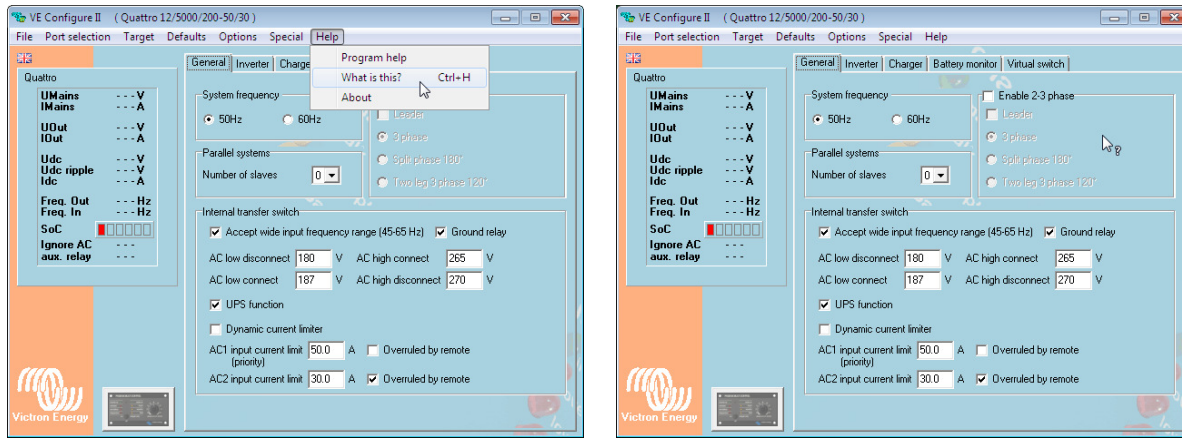 VE Configure II ( Quattro 12/5000/200-50/30 )
File Port selection Target Defaults Options Special Help
Program help
What is this? Ctrl+H
About
General Inverter Charge
Quattro
UMains - - - V
IMains - - - A
UOut - - - V
IOut - - - A
Udc - - - V
Udc ripple - - - V
Idc - - - A
Freq. Out - - - Hz
Freq. In - - - Hz
SoC
Ignore AC - - -
aux. relay - - -
System frequency
50Hz 60Hz
Parallel systems
Number of slaves 0
Leader
3 phase
Split phase 180°
Two leg 3 phase 120°
Internal transfer switch
Accept wide input frequency range (45-65 Hz) Ground relay
AC low disconnect 180 V AC high connect 265 V
AC low connect 187 V AC high disconnect 270 V
UPS function
Dynamic current limiter
AC1 input current limit 50.0 A Overruled by remote
(priority)
AC2 input current limit 30.0 A Overruled by remote
Victron Energy
VE Configure II ( Quattro 12/5000/200-50/30 )
File Port selection Target Defaults Options Special Help
General Inverter Charger Battery monitor Virtual switch
Quattro
UMains - - - V
IMains - - - A
UOut - - - V
IOut - - - A
Udc - - - V
Udc ripple - - - V
Idc - - - A
Freq. Out - - - Hz
Freq. In - - - Hz
SoC
Ignore AC - - -
aux. relay - - -
System frequency
50Hz 60Hz
Parallel systems
Number of slaves 0
Enable 2-3 phase
Leader
3 phase
Split phase 180°
Two leg 3 phase 120°
Internal transfer switch
Accept wide input frequency range (45-65 Hz) Ground relay
AC low disconnect 180 V AC high connect 265 V
AC low connect 187 V AC high disconnect 270 V
UPS function
Dynamic current limiter
AC1 input current limit 50.0 A Overruled by remote
(priority)
AC2 input current limit 30.0 A Overruled by remote
Victron Energy